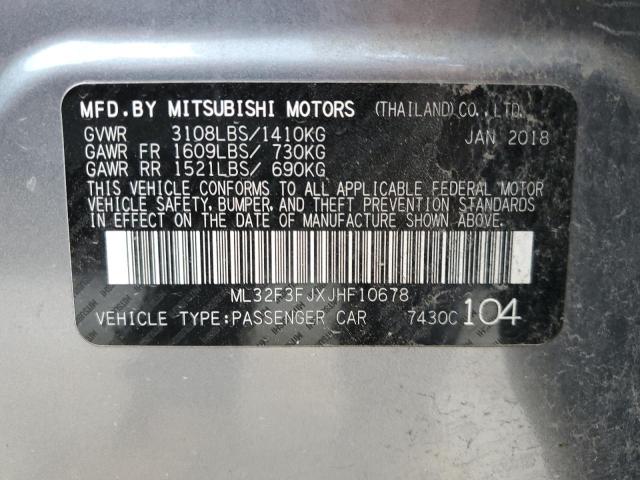 MFD.BY MITSUBISHI MOTORS (THAILAND)CO.,LTD.
GVWR 3108LBS/1410KG JAN 2018
GAWR FR 1609LBS/ 730KG
GAWR RR 1521LBS/ 690KG
THIS VEHICLE CONFORMS TO ALL APPLICABLE FEDERAL MOTOR
VEHICLE SAFETY, BUMPER, AND THEFT PREVENTION STANDARDS
IN EFFECT ON THE DATE OF MANUFACTURE SHOWN ABOVE.
ML32F3FJXJHF10678
VEHICLE TYPE:PASSENGER CAR 7430C 104